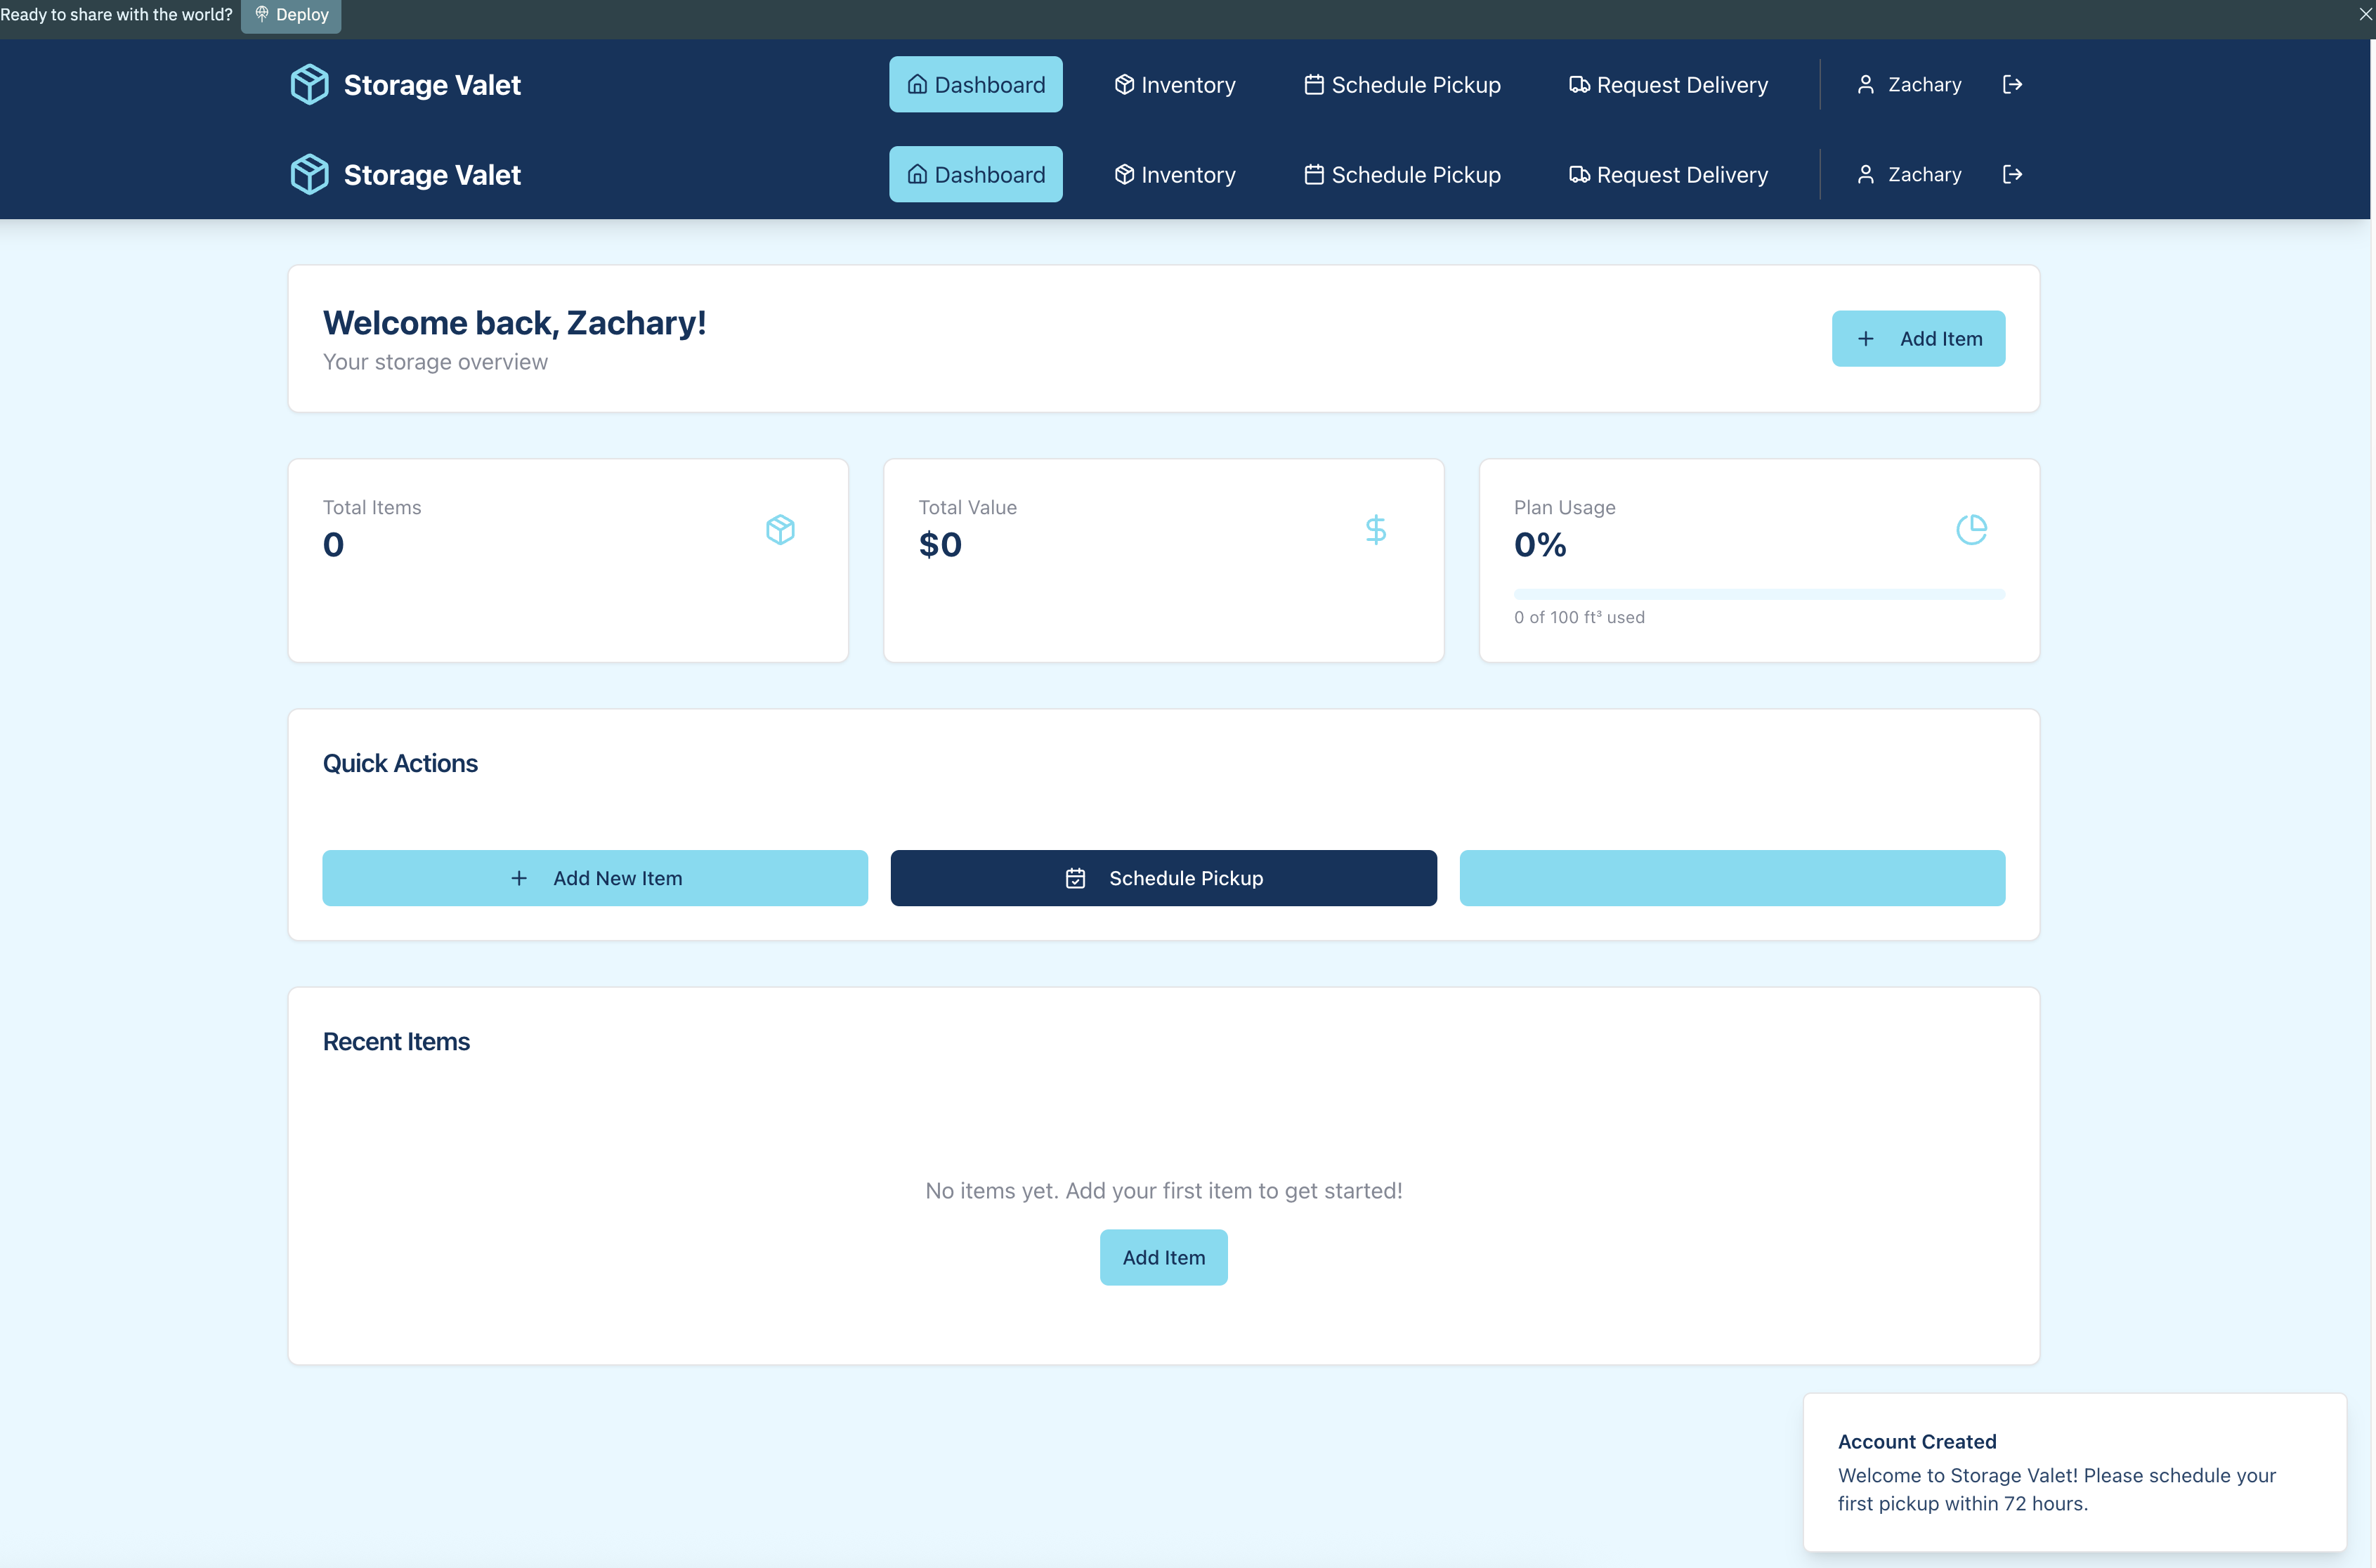 Ready to share with the world? Deploy
Storage Valet Dashboard Inventory Schedule Pickup Request Delivery Zachary
Storage Valet Dashboard Inventory Schedule Pickup Request Delivery Zachary
Welcome back, Zachary!
Your storage overview
+ Add Item
Total Items
0
Total Value
$0
Plan Usage
0%
0 of 100 ft³ used
Quick Actions
+ Add New Item
Schedule Pickup
Recent Items
No items yet. Add your first item to get started!
Add Item
Account Created
Welcome to Storage Valet! Please schedule your
first pickup within 72 hours.